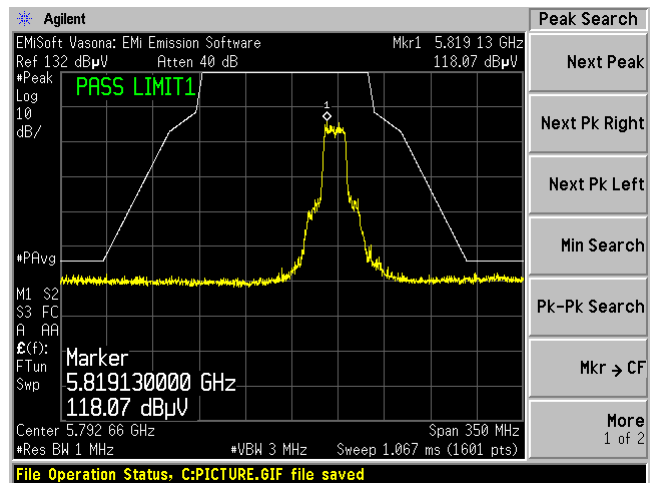 Agilent
Peak Search
EMiSoft Vasona: EMi Emission Software
Mkr1 5.819 13 GHz
Ref 132 dBµV
Atten 40 dB
118.07 dBµV
#Peak
Log
10
dB/
PASS LIMIT1
1
#PAvg
M1 S2
S3 FC
A AA
£(f):
FTun
Swp
Marker
5.819130000 GHz
118.07 dBµV
Center 5.792 66 GHz
Span 350 MHz
#Res BW 1 MHz
#VBW 3 MHz
Sweep 1.067 ms (1601 pts)
File Operation Status, C:PICTURE.GIF file saved
Next Peak
Next Pk Right
Next Pk Left
Min Search
Pk-Pk Search
Mkr → CF
More
1 of 2